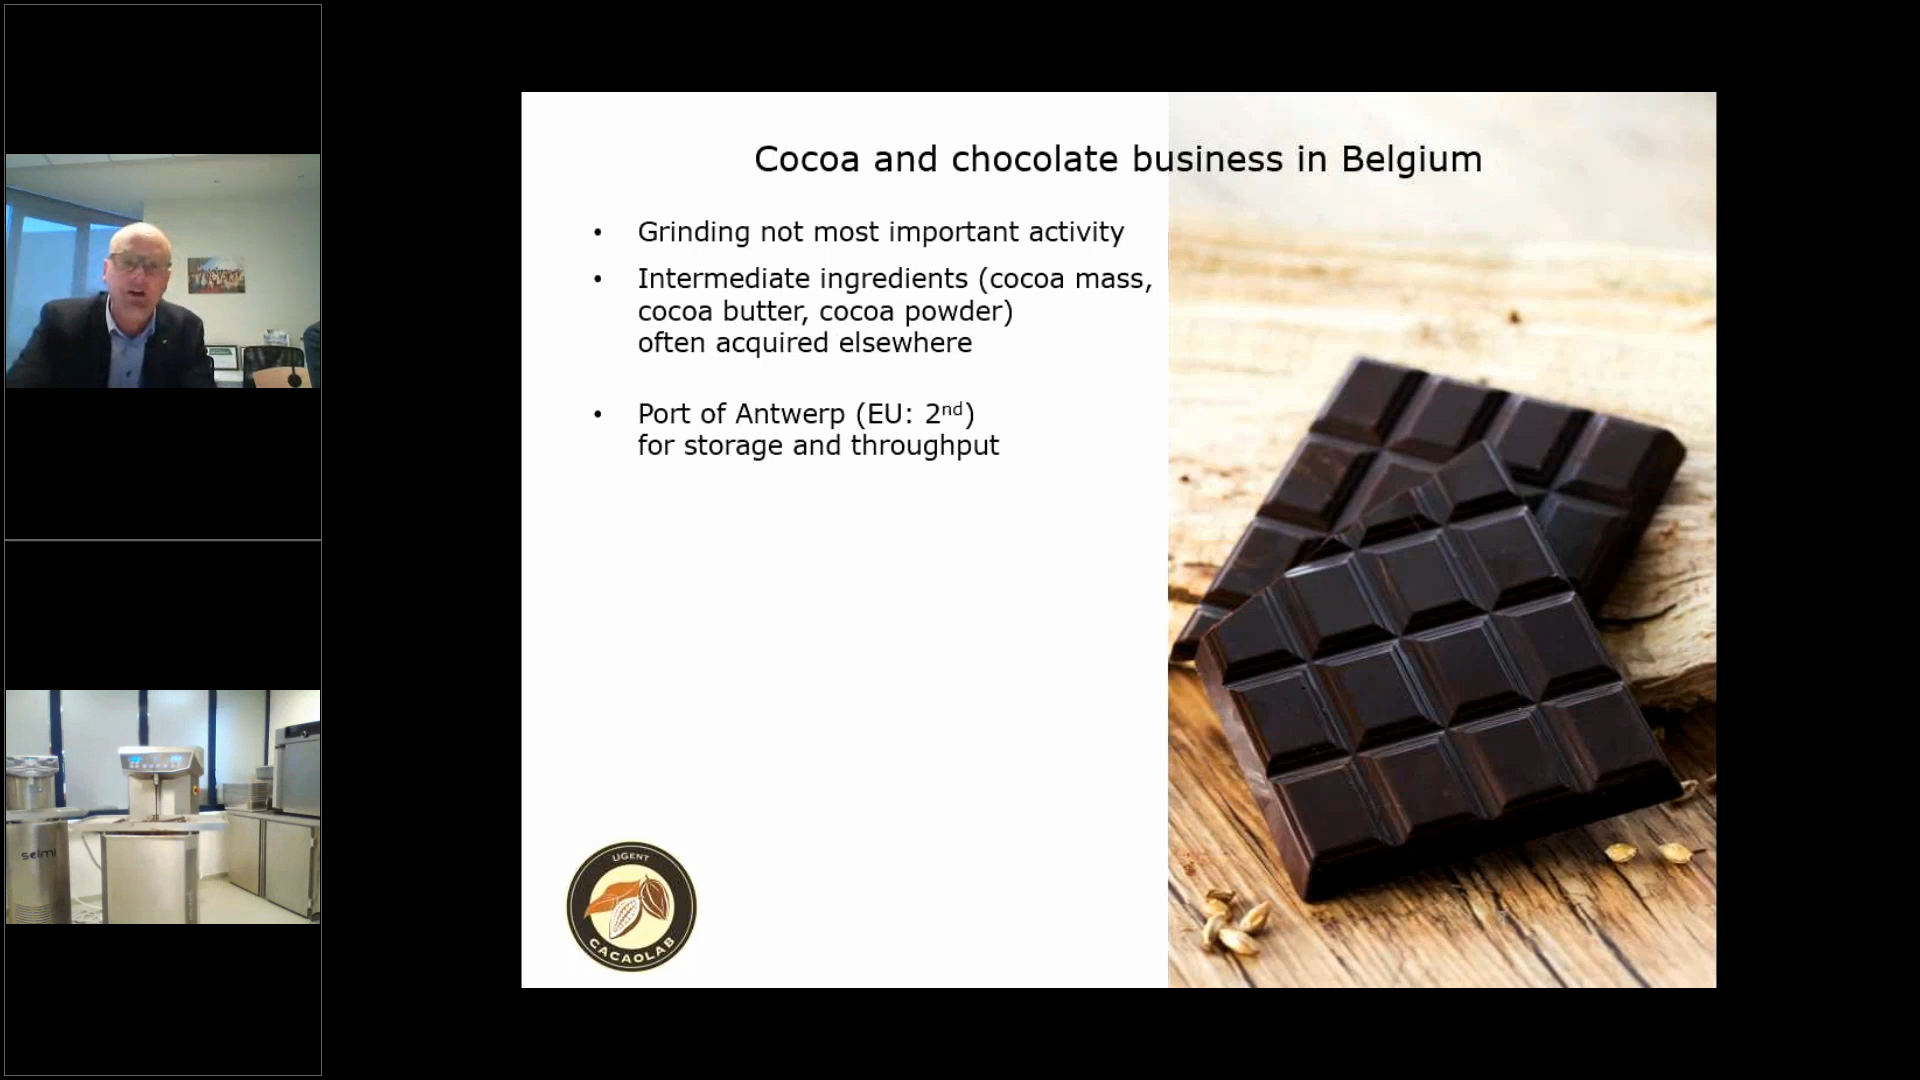 Cocoa and chocolate business in Belgium
• Grinding not most important activity
• Intermediate ingredients (cocoa mass,
cocoa butter, cocoa powder)
often acquired elsewhere
• Port of Antwerp (EU: 2nd)
for storage and throughput
UGENT
CACAOLAB
selmi